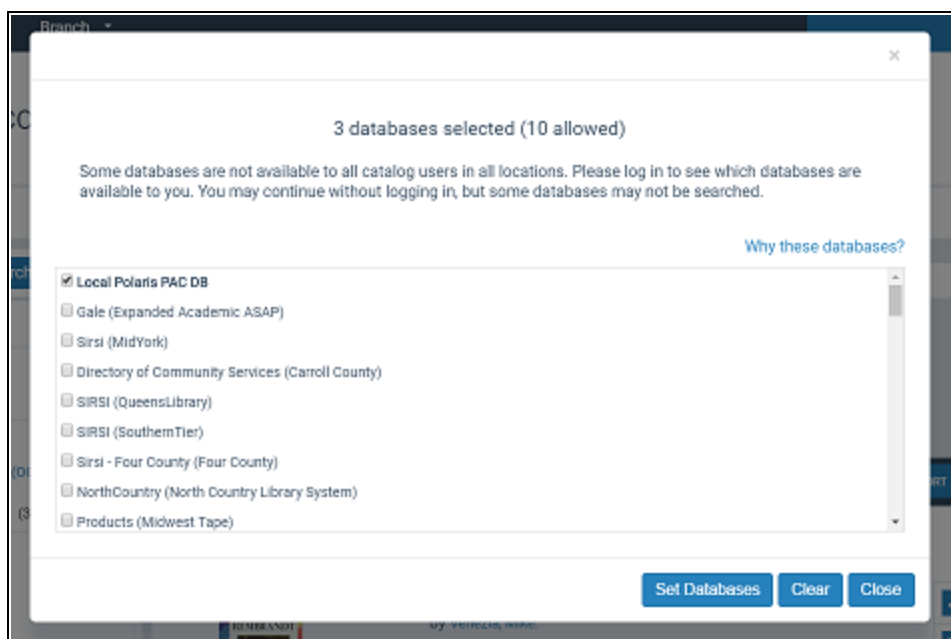 Branch
×
3 databases selected (10 allowed)
Some databases are not available to all catalog users in all locations. Please log in to see which databases are
available to you. You may continue without logging in, but some databases may not be searched.
Why these databases?
Local Polaris PAC DB
Gale (Expanded Academic ASAP)
Sirsi (MidYork)
Directory of Community Services (Carroll County)
SIRSI (QueensLibrary)
SIRSI (SouthernTier)
Sirsi - Four County (Four County)
NorthCountry (North Country Library System)
Products (Midwest Tape)
Set Databases Clear Close
REMBRANDT
by Venezia, Mike.